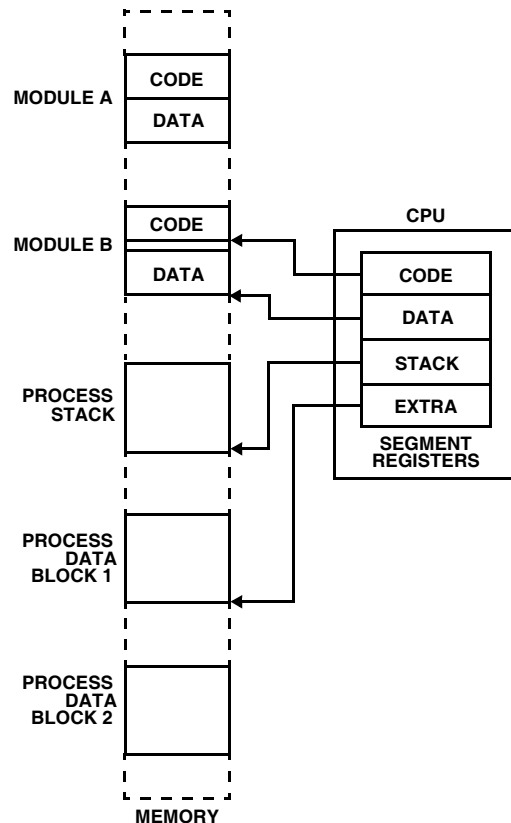 MODULE A
CODE
DATA
MODULE B
CODE
DATA
PROCESS
STACK
PROCESS
DATA
BLOCK 1
PROCESS
DATA
BLOCK 2
MEMORY
CPU
CODE
DATA
STACK
EXTRA
SEGMENT
REGISTERS